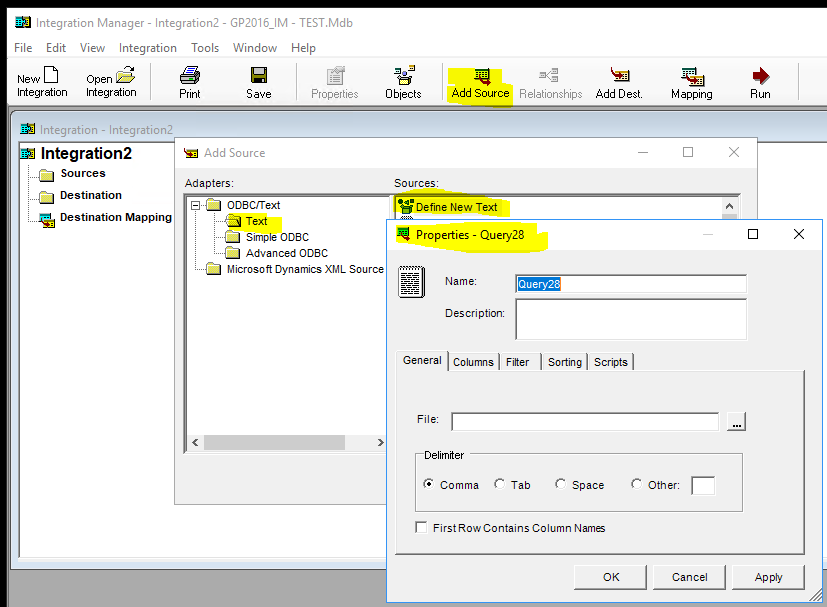 Integration Manager - Integration2 - GP2016_IM - TEST.Mdb
File Edit View Integration Tools Window Help
New Integration
Open Integration
Print
Save
Properties
Objects
Add Source
Relationships
Add Dest.
Mapping
Run
Integration - Integration2
Integration2
Sources
Destination
Destination Mapping
Add Source
Adapters:
Sources:
ODBC/Text
Text
Simple ODBC
Advanced ODBC
Microsoft Dynamics XML Source
Define New Text
Properties - Query28
Name: Query28
Description:
General Columns Filter Sorting Scripts
File: ...
Delimiter
Comma Tab Space Other:
First Row Contains Column Names
OK Cancel Apply